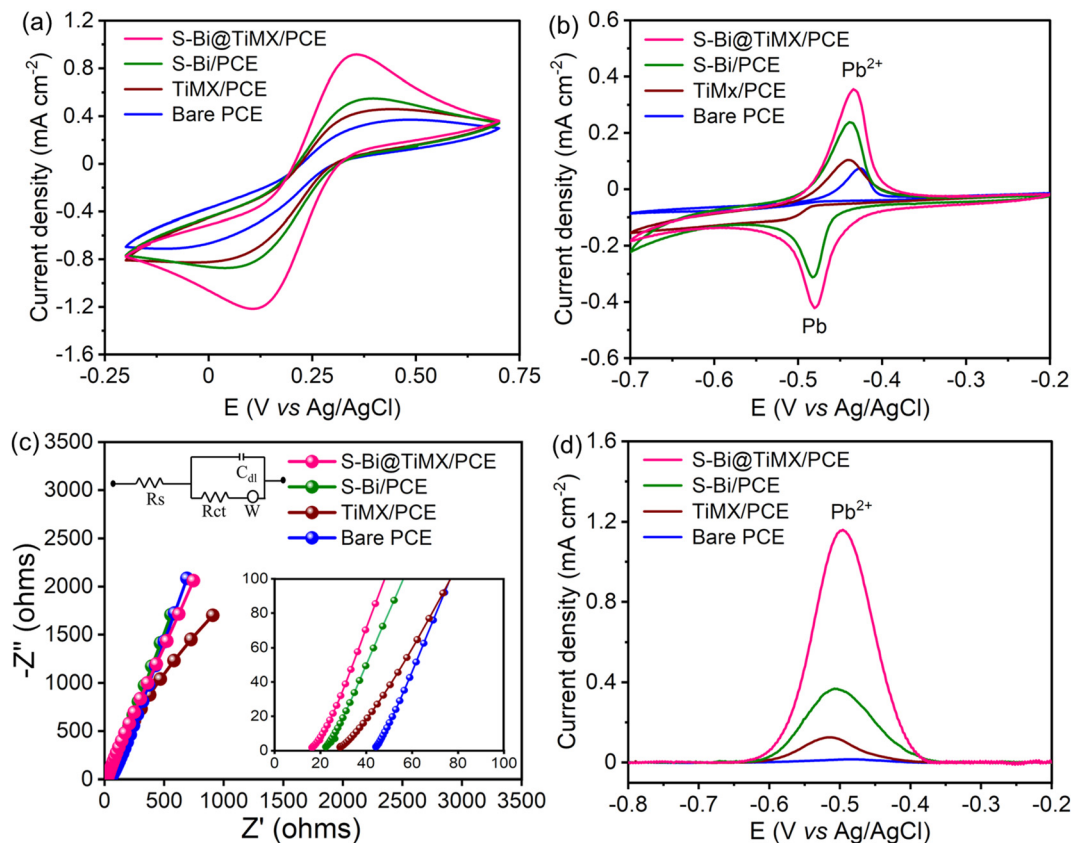 (a)
1.2
0.8
0.4
0
-0.4
-0.8
-1.2
-1.6
Current density (mA cm⁻²)
S-Bi@TiMX/PCE
S-Bi/PCE
TiMX/PCE
Bare PCE
-0.25
0
0.25
0.50
0.75
E (V vs Ag/AgCl)
(b)
0.6
0.4
0.2
0
-0.2
-0.4
-0.6
Current density (mA cm⁻²)
S-Bi@TiMX/PCE
S-Bi/PCE
TiMx/PCE
Bare PCE
Pb²⁺
Pb
-0.7
-0.6
-0.5
-0.4
-0.3
-0.2
E (V vs Ag/AgCl)
(c)
3500
3000
2500
2000
1500
1000
500
0
-Z'' (ohms)
Rs
Cdl
Rct
W
S-Bi@TiMX/PCE
S-Bi/PCE
TiMX/PCE
Bare PCE
100
80
60
40
20
0
0
20
40
60
80
100
0
500
1000
1500
2000
2500
3000
3500
Z' (ohms)
(d)
1.6
1.2
0.8
0.4
0
Current density (mA cm⁻²)
S-Bi@TiMX/PCE
S-Bi/PCE
TiMX/PCE
Bare PCE
Pb²⁺
-0.8
-0.7
-0.6
-0.5
-0.4
-0.3
-0.2
E (V vs Ag/AgCl)